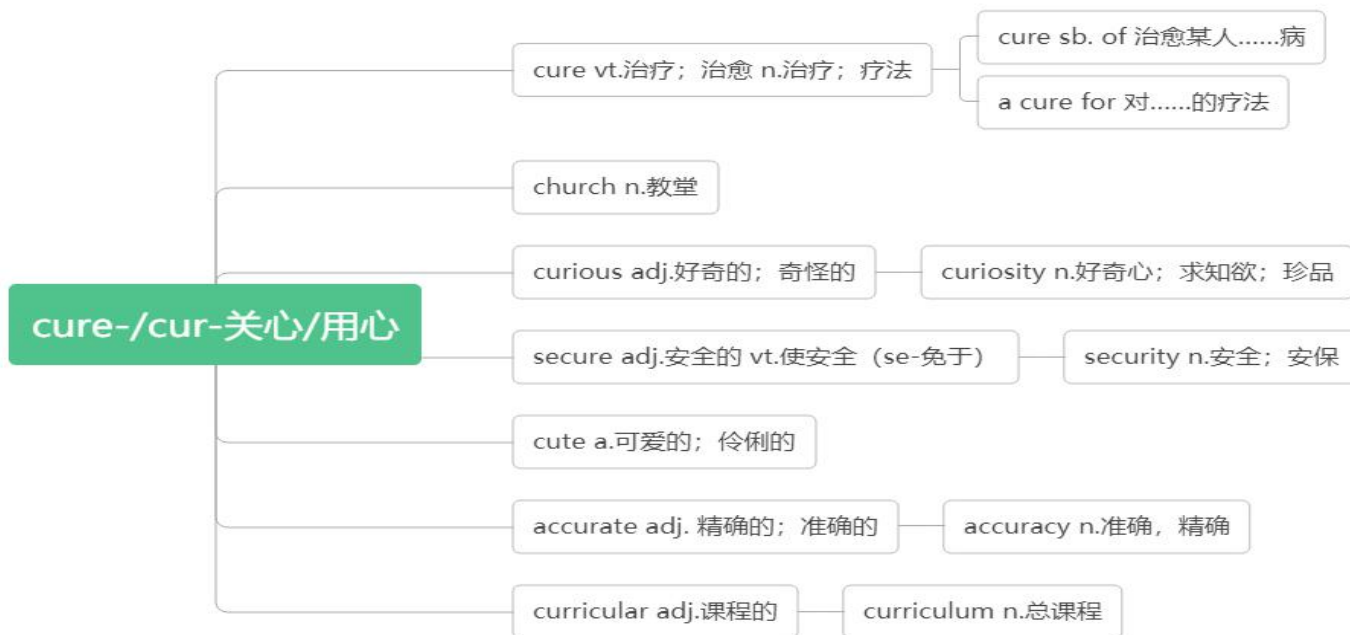 cure-/cur-关心/用心
cure vt.治疗；治愈 n.治疗；疗法
cure sb. of 治愈某人……病
a cure for 对……的疗法
church n.教堂
curious adj.好奇的；奇怪的
curiosity n.好奇心；求知欲；珍品
secure adj.安全的 vt.使安全（se-免于）
security n.安全；安保
cute a.可爱的；伶俐的
accurate adj. 精确的；准确的
accuracy n.准确，精确
curricular adj.课程的
curriculum n.总课程